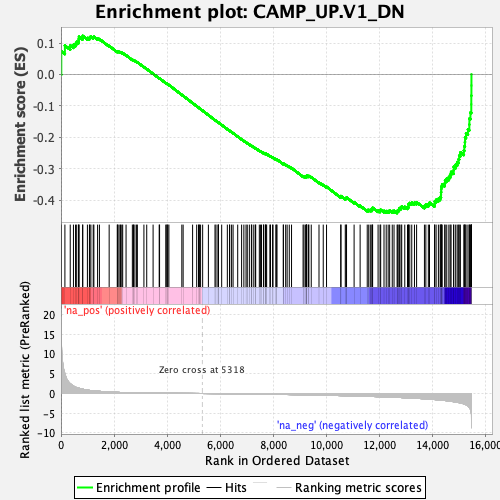 Enrichment plot: CAMP_UP.V1_DN
Enrichment score (ES)
0.1
0.0
-0.1
-0.2
-0.3
-0.4
'na_pos' (positively correlated)
Ranked list metric (PreRanked)
20
15
10
5
0
-5
-10
Zero cross at 5318
'na_neg' (negatively correlated)
0
2,000
4,000
6,000
8,000
10,000
12,000
14,000
16,000
Rank in Ordered Dataset
Enrichment profile
Hits
Ranking metric scores